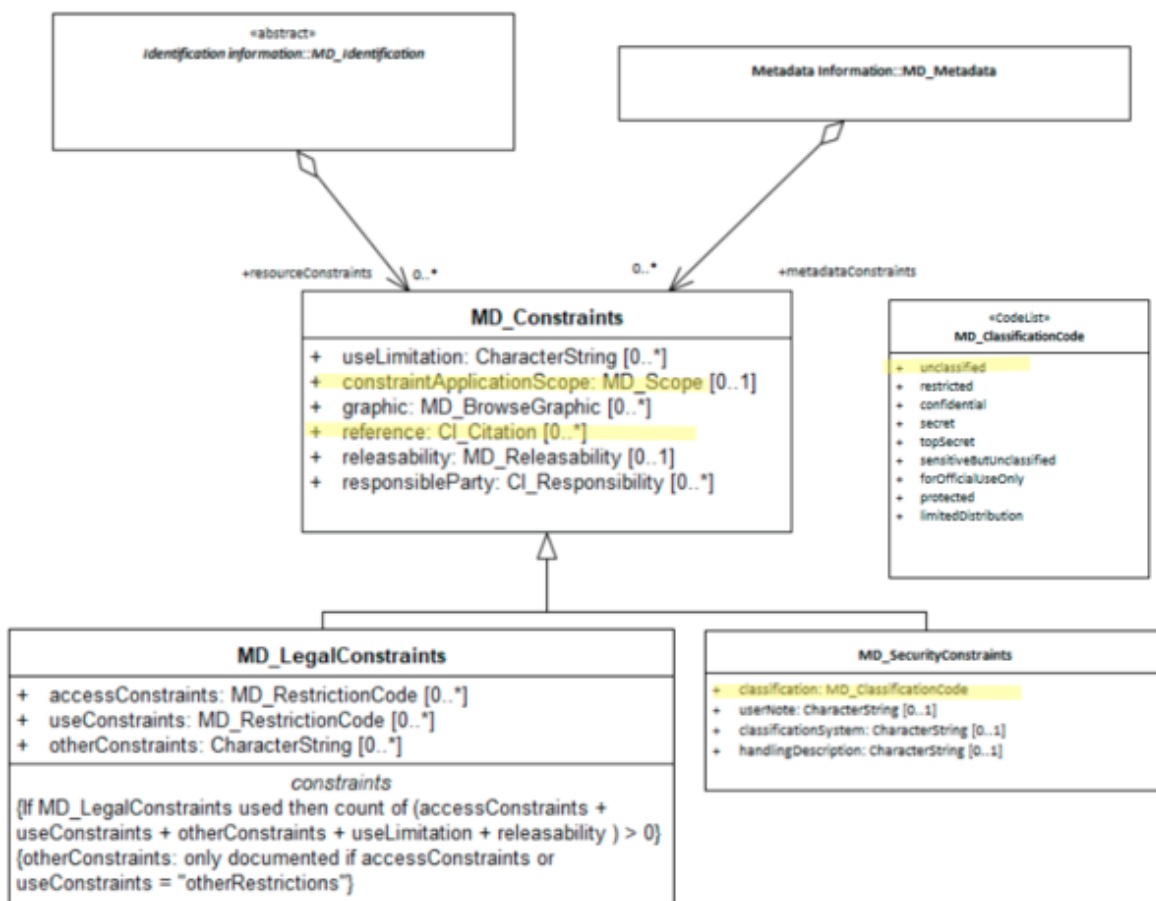 «abstract»
Identification information::MD_Identification
Metadata Information::MD_Metadata
+resourceConstraints
0..*
0..*
+metadataConstraints
MD_Constraints
+ useLimitation: CharacterString [0..*]
+ constraintApplicationScope: MD_Scope [0..1]
+ graphic: MD_BrowseGraphic [0..*]
+ reference: CI_Citation [0..*]
+ releasability: MD_Releasability [0..1]
+ responsibleParty: CI_Responsibility [0..*]
«CodeList»
MD_ClassificationCode
+ unclassified
+ restricted
+ confidential
+ secret
+ topSecret
+ sensitiveButUnclassified
+ forOfficialUseOnly
+ protected
+ limitedDistribution
MD_LegalConstraints
+ accessConstraints: MD_RestrictionCode [0..*]
+ useConstraints: MD_RestrictionCode [0..*]
+ otherConstraints: CharacterString [0..*]
constraints
{If MD_LegalConstraints used then count of (accessConstraints +
useConstraints + otherConstraints + useLimitation + releasability ) > 0}
{otherConstraints: only documented if accessConstraints or
useConstraints = "otherRestrictions"}
MD_SecurityConstraints
+ classification: MD_ClassificationCode
+ userNote: CharacterString [0..1]
+ classificationSystem: CharacterString [0..1]
+ handlingDescription: CharacterString [0..1]